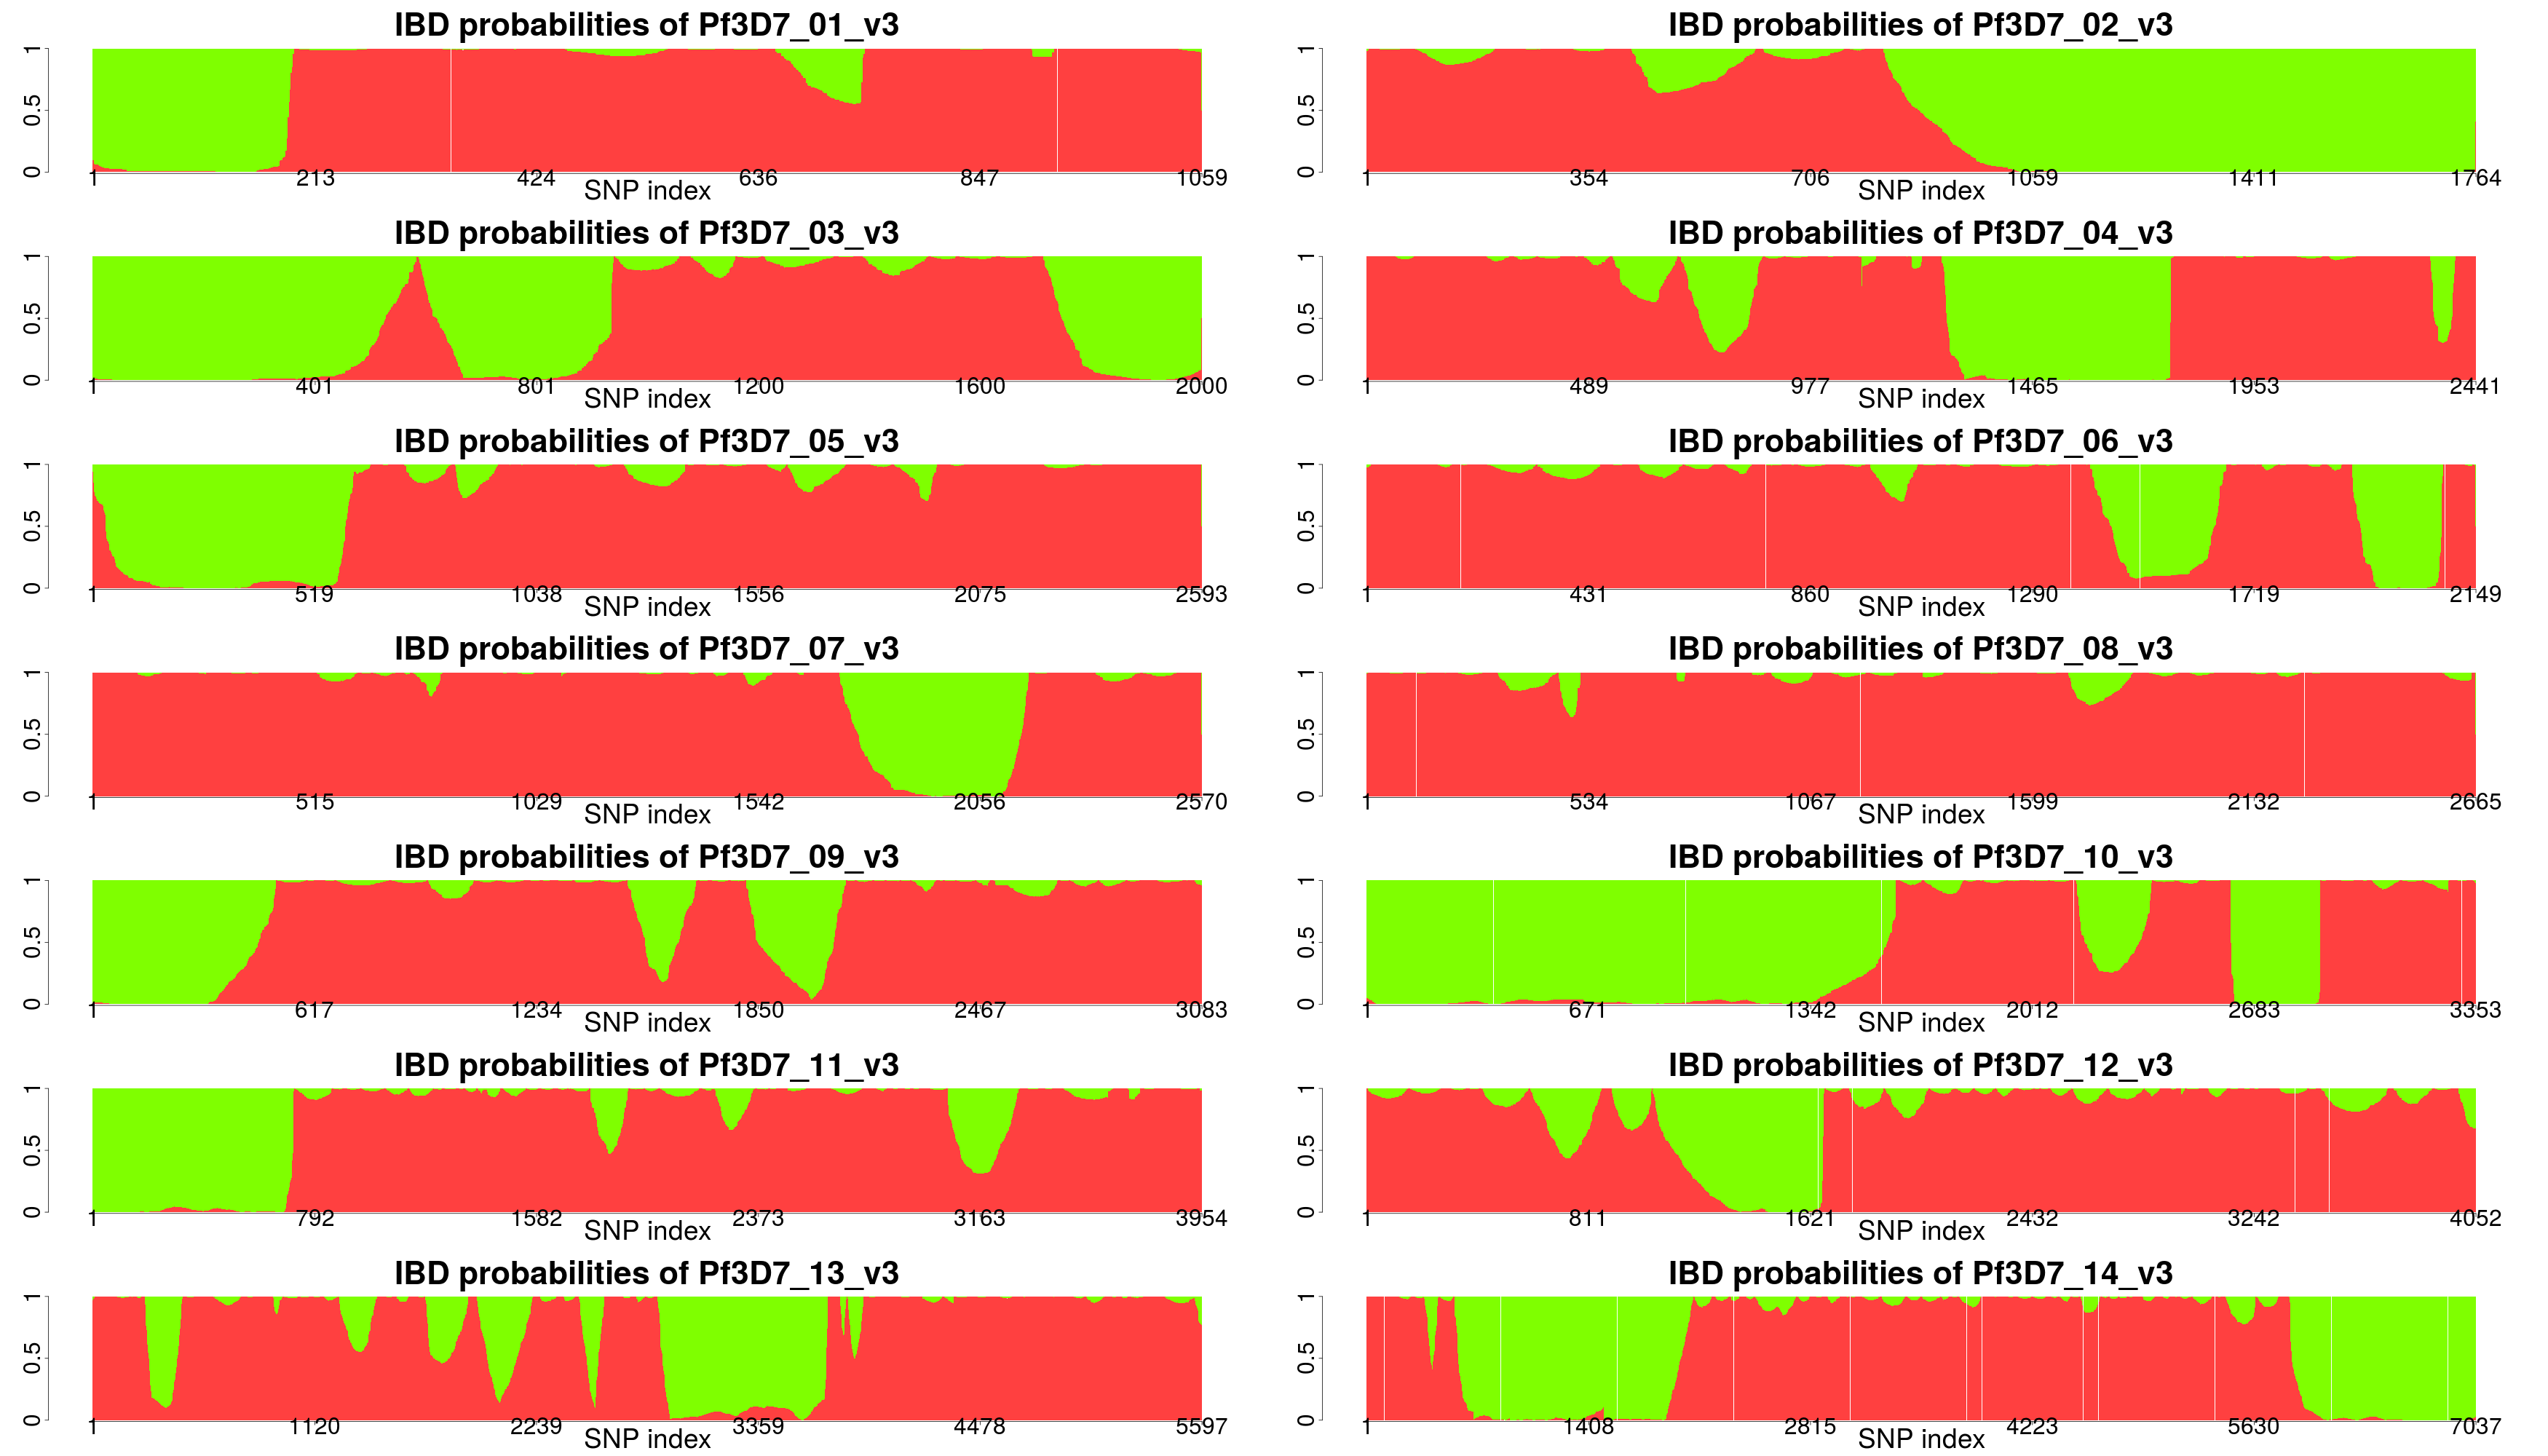 IBD probabilities of Pf3D7_01_v3
0 0.5 1
1 213 424 636 847 1059
SNP index
IBD probabilities of Pf3D7_02_v3
0 0.5 1
1 354 706 1059 1411 1764
SNP index
IBD probabilities of Pf3D7_03_v3
0 0.5 1
1 401 801 1200 1600 2000
SNP index
IBD probabilities of Pf3D7_04_v3
0 0.5 1
1 489 977 1465 1953 2441
SNP index
IBD probabilities of Pf3D7_05_v3
0 0.5 1
1 519 1038 1556 2075 2593
SNP index
IBD probabilities of Pf3D7_06_v3
0 0.5 1
1 431 860 1290 1719 2149
SNP index
IBD probabilities of Pf3D7_07_v3
0 0.5 1
1 515 1029 1542 2056 2570
SNP index
IBD probabilities of Pf3D7_08_v3
0 0.5 1
1 534 1067 1599 2132 2665
SNP index
IBD probabilities of Pf3D7_09_v3
0 0.5 1
1 617 1234 1850 2467 3083
SNP index
IBD probabilities of Pf3D7_10_v3
0 0.5 1
1 671 1342 2012 2683 3353
SNP index
IBD probabilities of Pf3D7_11_v3
0 0.5 1
1 792 1582 2373 3163 3954
SNP index
IBD probabilities of Pf3D7_12_v3
0 0.5 1
1 811 1621 2432 3242 4052
SNP index
IBD probabilities of Pf3D7_13_v3
0 0.5 1
1 1120 2239 3359 4478 5597
SNP index
IBD probabilities of Pf3D7_14_v3
0 0.5 1
1 1408 2815 4223 5630 7037
SNP index